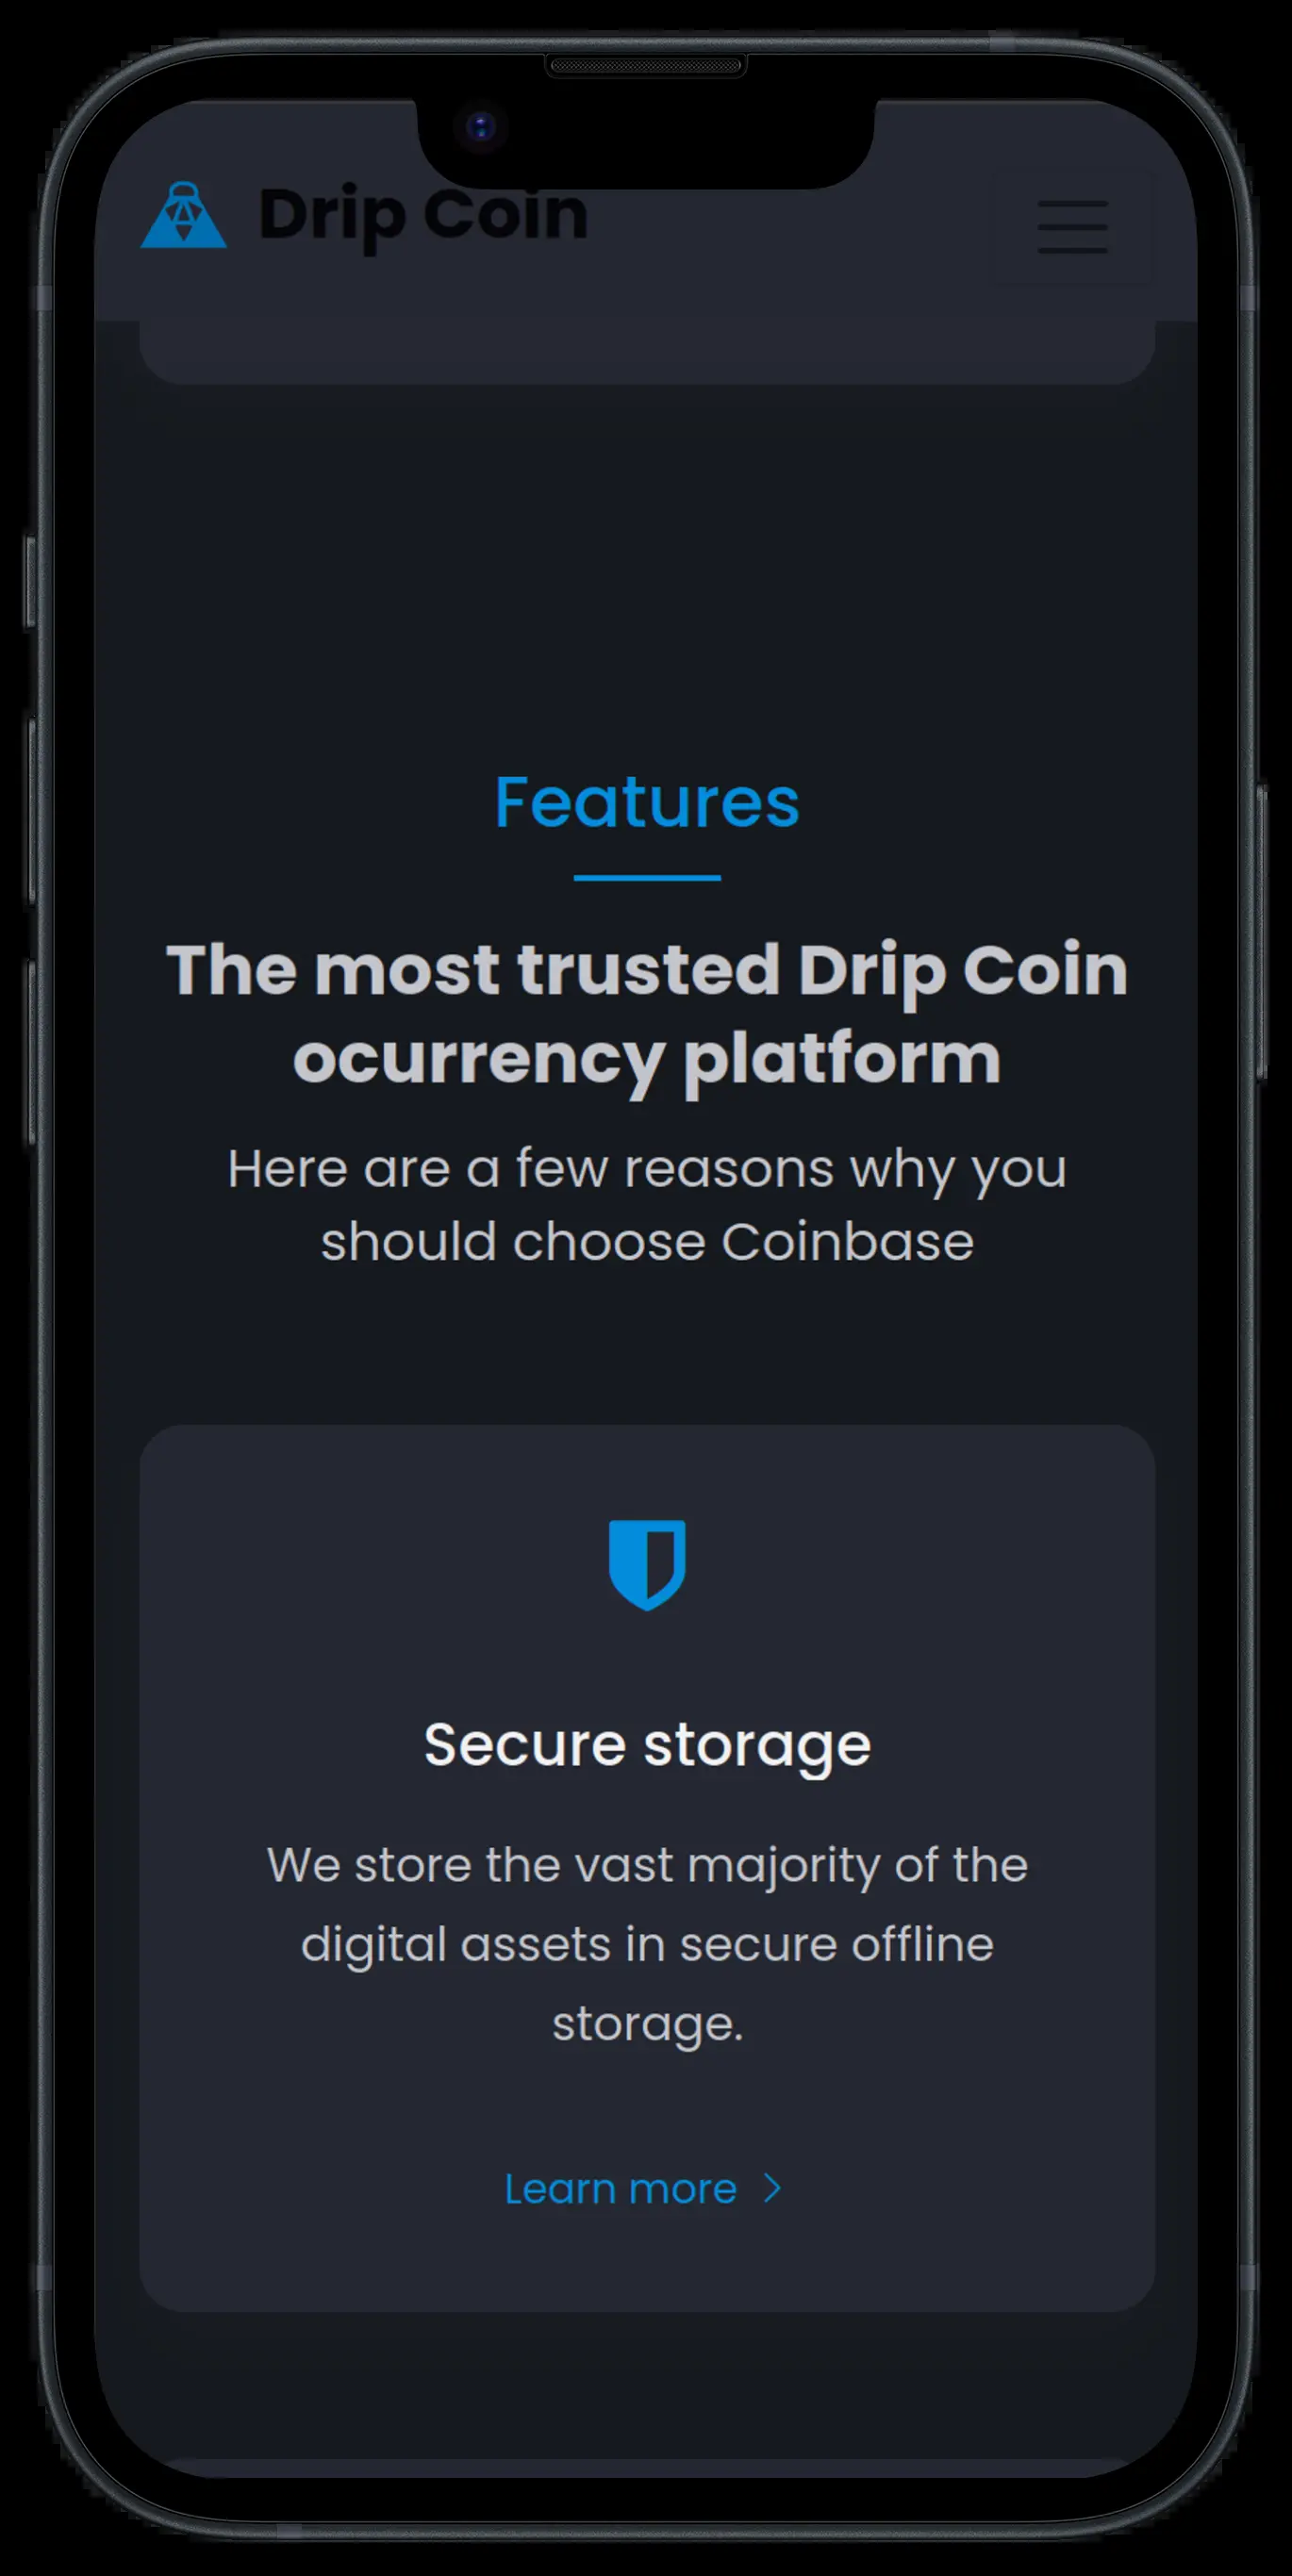 Drip Coin
Features
The most trusted Drip Coin
ocurrency platform
Here are a few reasons why you
should choose Coinbase
Secure storage
We store the vast majority of the
digital assets in secure offline
storage.
Learn more